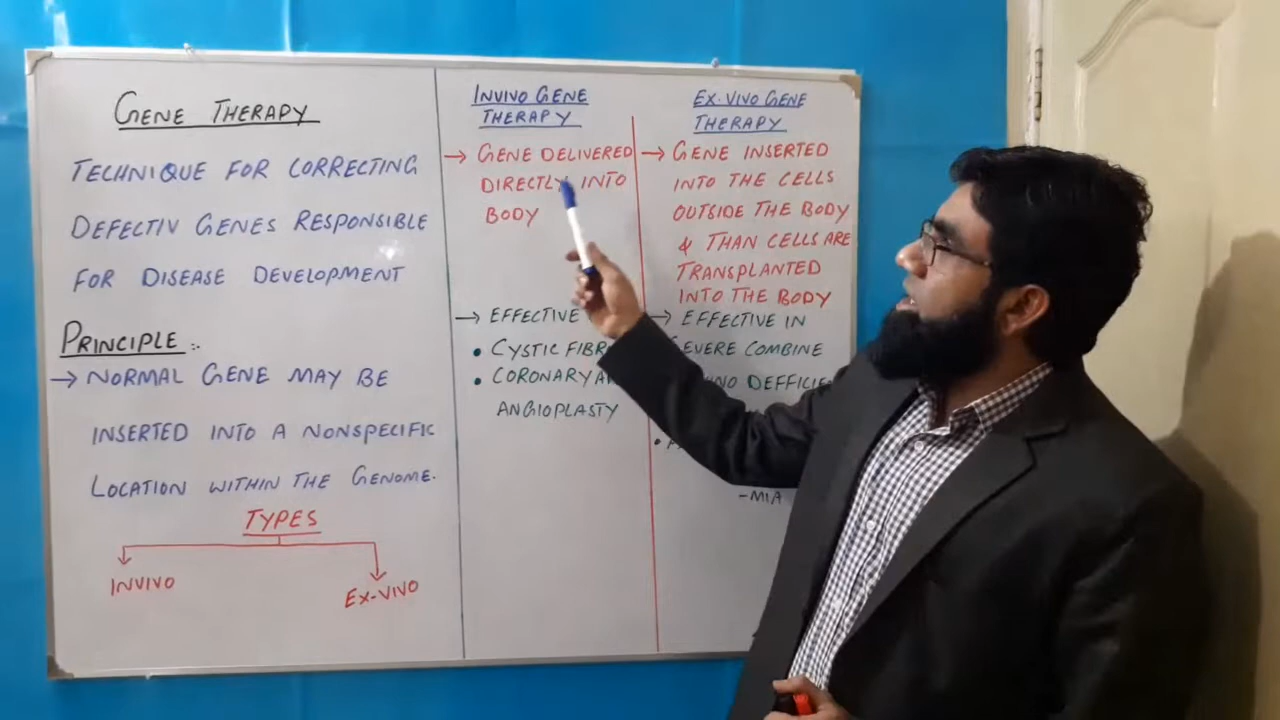 GENE THERAPY
TECHNIQUE FOR CORRECTING
DEFECTIV GENES RESPONSIBLE
FOR DISEASE DEVELOPMENT
PRINCIPLE :-
→ NORMAL GENE MAY BE
INSERTED INTO A NONSPECIFIC
LOCATION WITHIN THE GENOME.
TYPES
INVIVO
EX-VIVO
INVIVO GENE
THERAPY
→ GENE DELIVERED
DIRECTLY INTO
BODY
→ EFFECTIVE
• CYSTIC
• CORONARY
ANGIOPLASTY
EX-VIVO GENE
THERAPY
→ GENE INSERTED
INTO THE CELLS
OUTSIDE THE BODY
& THAN CELLS ARE
TRANSPLANTED
INTO THE BODY
→ EFFECTIVE IN
SEVERE COMBINE
-MIA